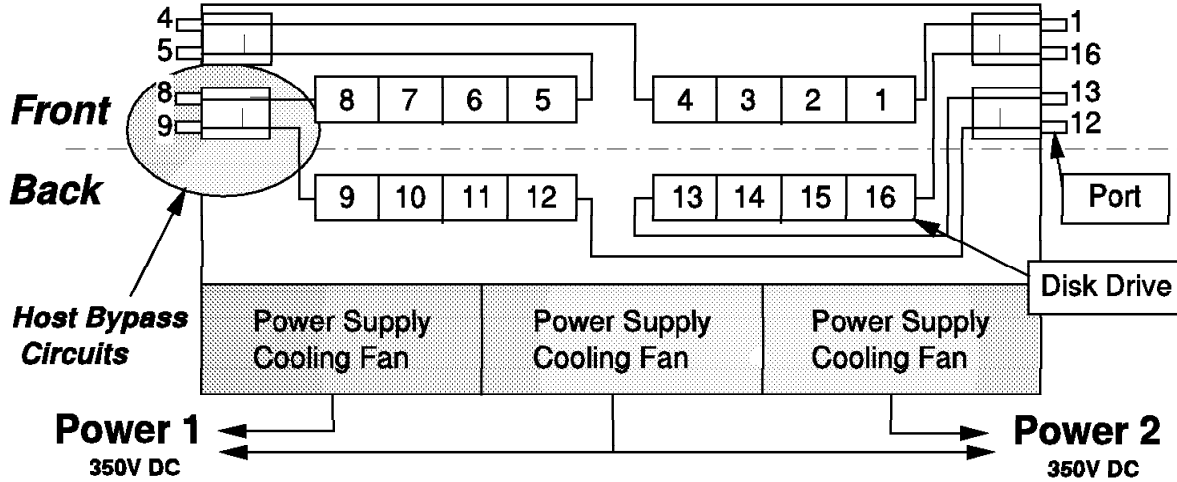 4 1
5 16
8 13
Front 8 7 6 5 4 3 2 1
9 12
Back 9 10 11 12 13 14 15 16 Port
Disk Drive
Host Bypass
Circuits
Power Supply Power Supply Power Supply
Cooling Fan Cooling Fan Cooling Fan
Power 1 Power 2
350V DC 350V DC